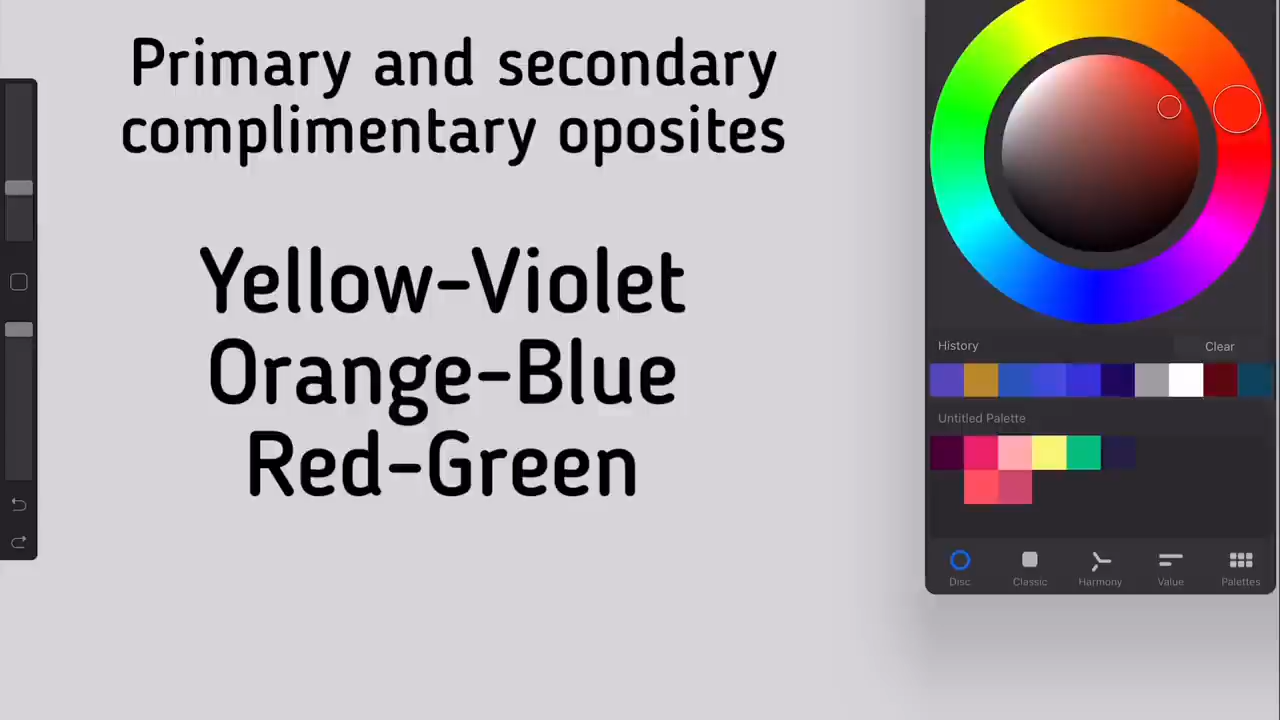 Primary and secondary
complimentary oposites
Yellow-Violet
Orange-Blue
Red-Green
History
Clear
Untitled Palette
Disc
Classic
Harmony
Value
Palettes